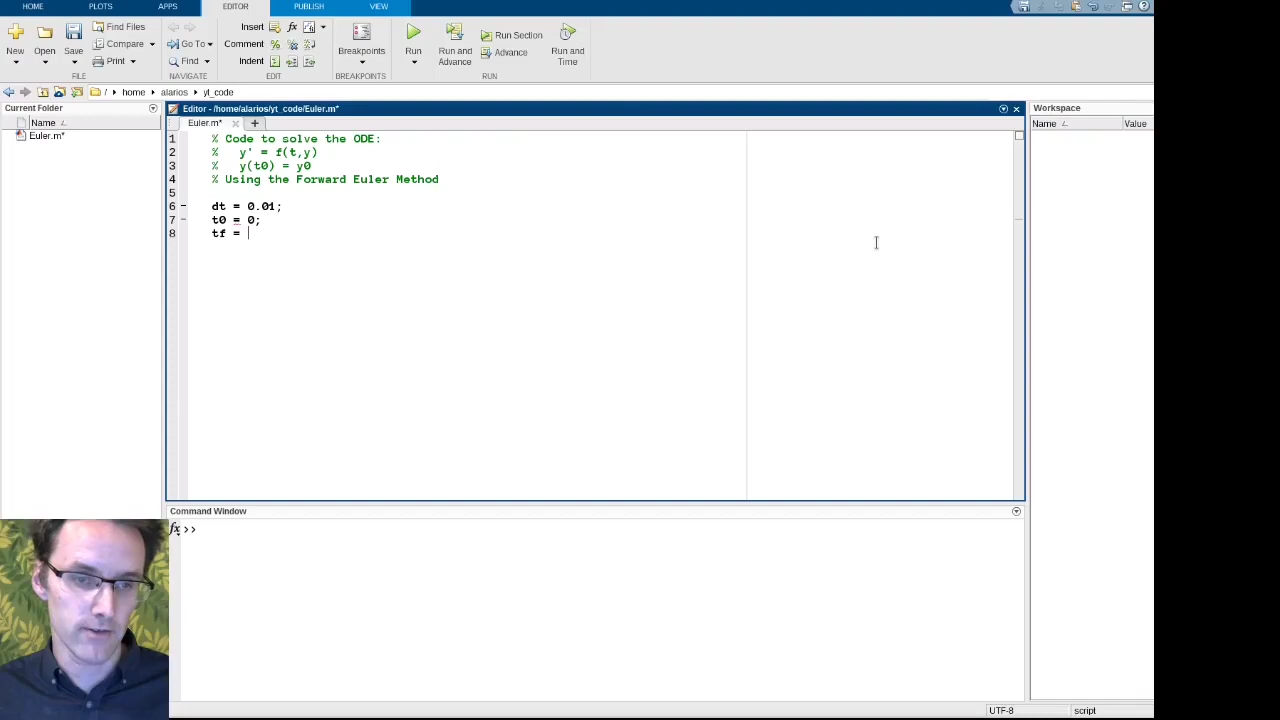 HOME PLOTS APPS EDITOR PUBLISH VIEW
New Open Save Find Files Compare Print Go To Find Insert Comment Indent fx Breakpoints Run Run and Advance Run Section Advance Run and Time
FILE NAVIGATE EDIT BREAKPOINTS RUN
/ home alarios yt_code
Current Folder
Name
Euler.m*
Editor - /home/alarios/yt_code/Euler.m*
Euler.m*
1 % Code to solve the ODE:
2 % y' = f(t,y)
3 % y(t0) = y0
4 % Using the Forward Euler Method
5
6 dt = 0.01;
7 t0 = 0;
8 tf =
Workspace
Name Value
Command Window
fx >>
UTF-8 script